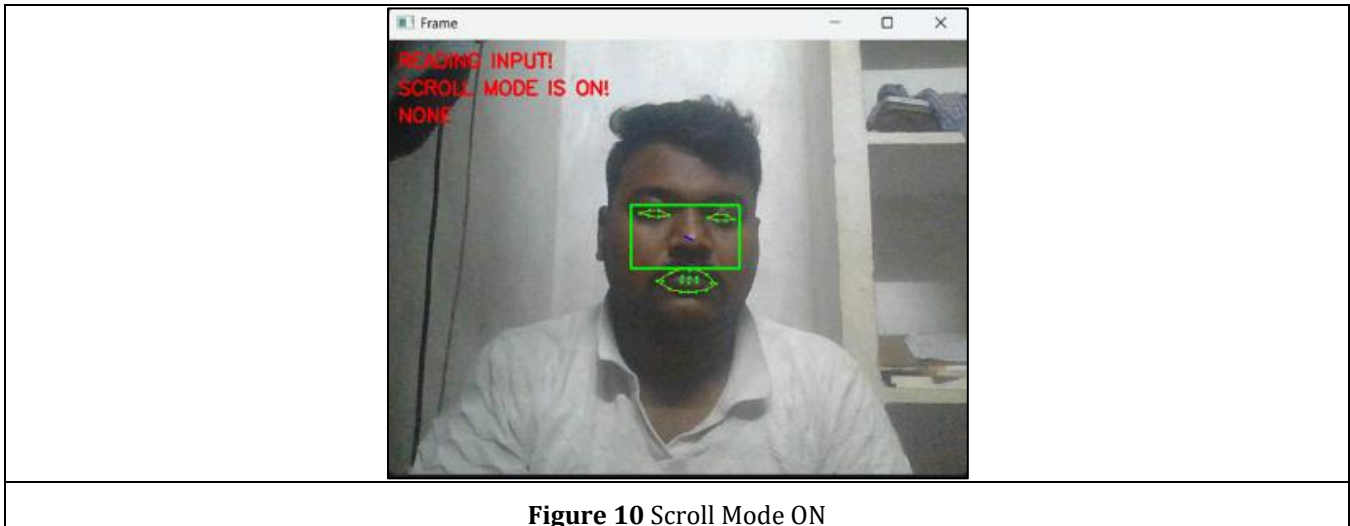 Frame
READING INPUT!
SCROLL MODE IS ON!
NONE
Figure 10 Scroll Mode ON